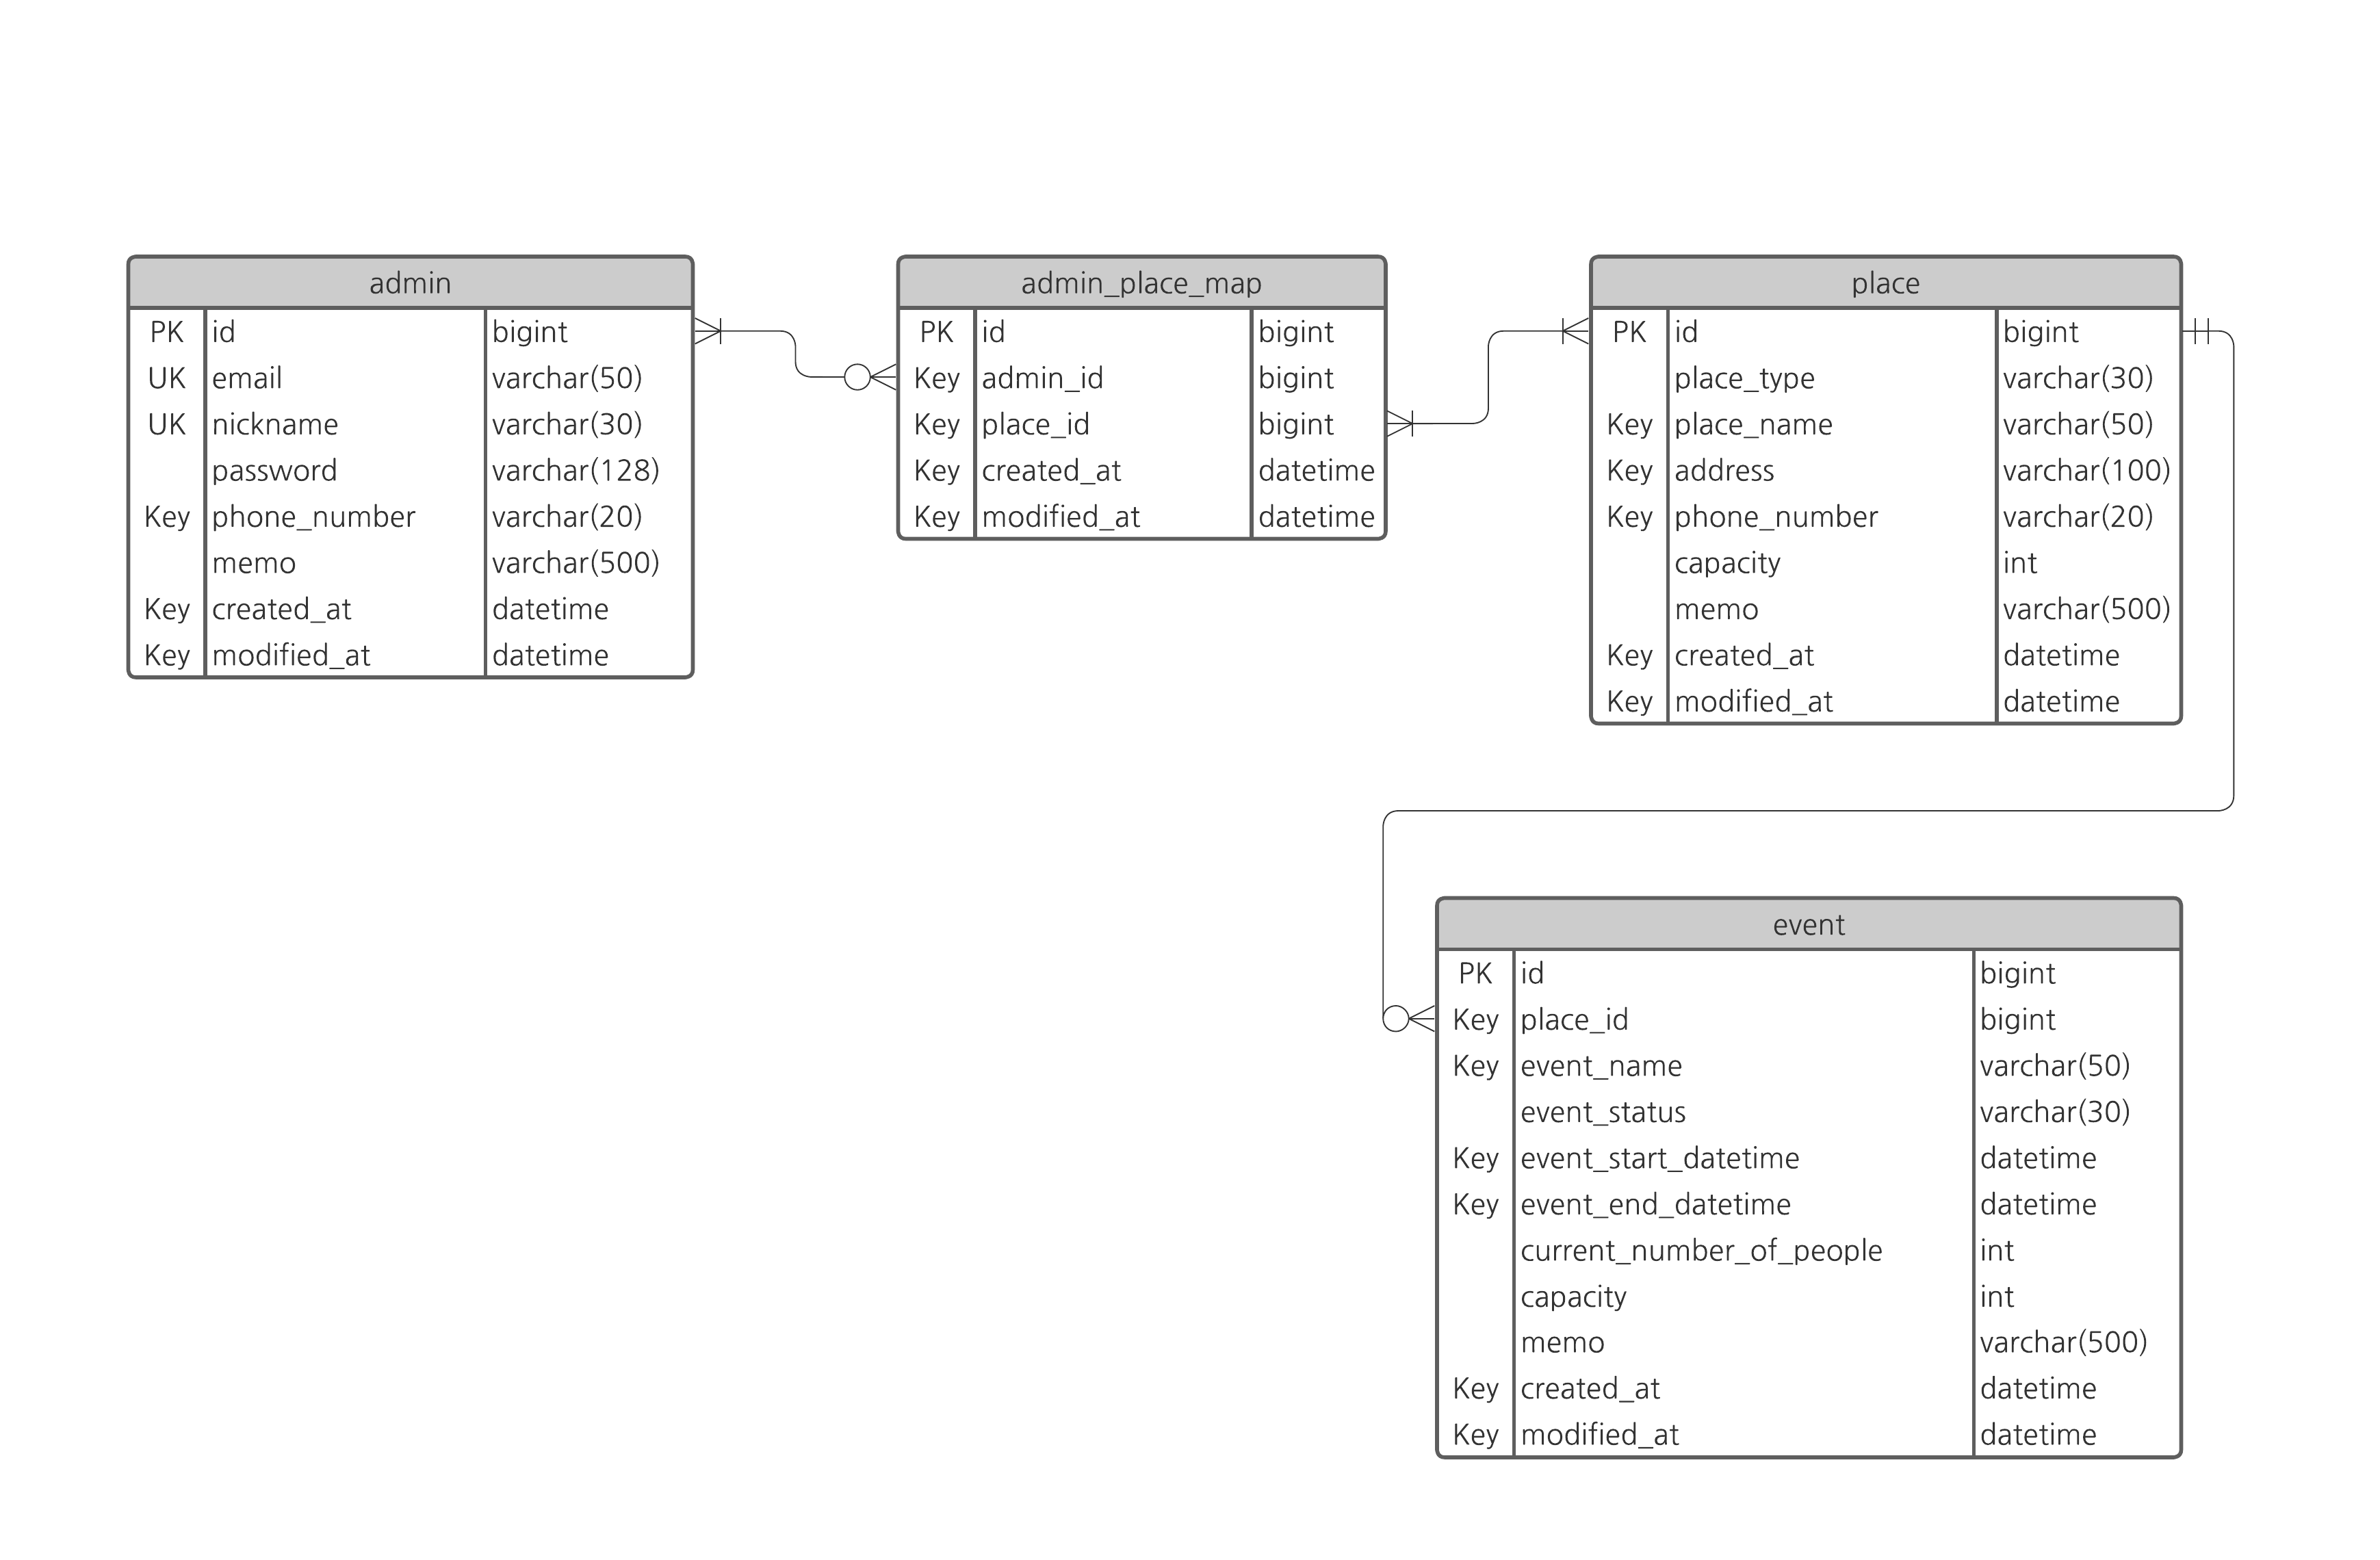 admin
PK id bigint
UK email varchar(50)
UK nickname varchar(30)
password varchar(128)
Key phone_number varchar(20)
memo varchar(500)
Key created_at datetime
Key modified_at datetime
admin_place_map
PK id bigint
Key admin_id bigint
Key place_id bigint
Key created_at datetime
Key modified_at datetime
place
PK id bigint
place_type varchar(30)
Key place_name varchar(50)
Key address varchar(100)
Key phone_number varchar(20)
capacity int
memo varchar(500)
Key created_at datetime
Key modified_at datetime
event
PK id bigint
Key place_id bigint
Key event_name varchar(50)
event_status varchar(30)
Key event_start_datetime datetime
Key event_end_datetime datetime
current_number_of_people int
capacity int
memo varchar(500)
Key created_at datetime
Key modified_at datetime